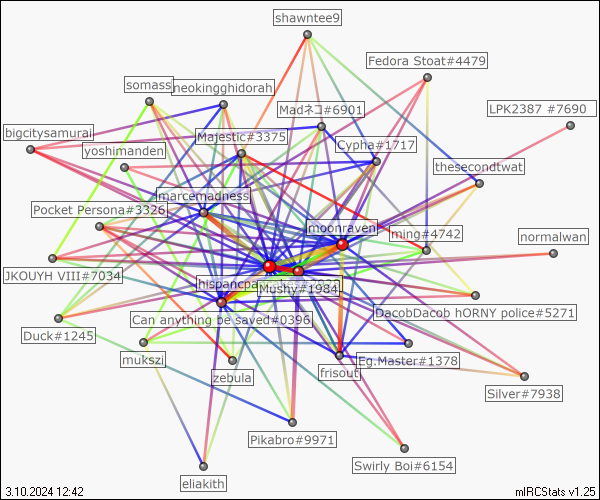 shawntee9
Fedora Stoat#4479
somass
neokingghidorah
Madネコ#6901
LPK2387 #7690
bigcitysamurai
Majestic#3375
yoshimanden
Cypha#1717
thesecondtwat
marcemadness
Pocket Persona#3326
moonraven
ming#4742
normalwan
JKOUYH VIII#7034
hispancpa
Mushy#1984
DacobDacob hORNY police#5271
Can anything be saved#0396
Duck#1245
mukszi
Eg.Master#1378
zebula
frisout
Silver#7938
Pikabro#9971
Swirly Boi#6154
eliakith
3.10.2024 12:42
mIRCStats v1.25